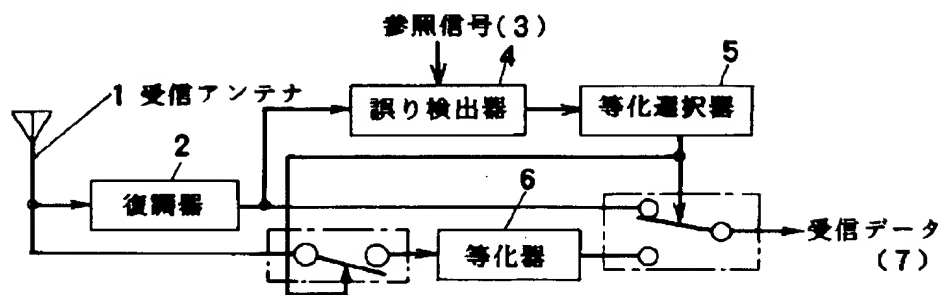 参照信号(3)
4
5
1 受信アンテナ
誤り検出器
等化選択器
2
復調器
6
等化器
受信データ
(7)